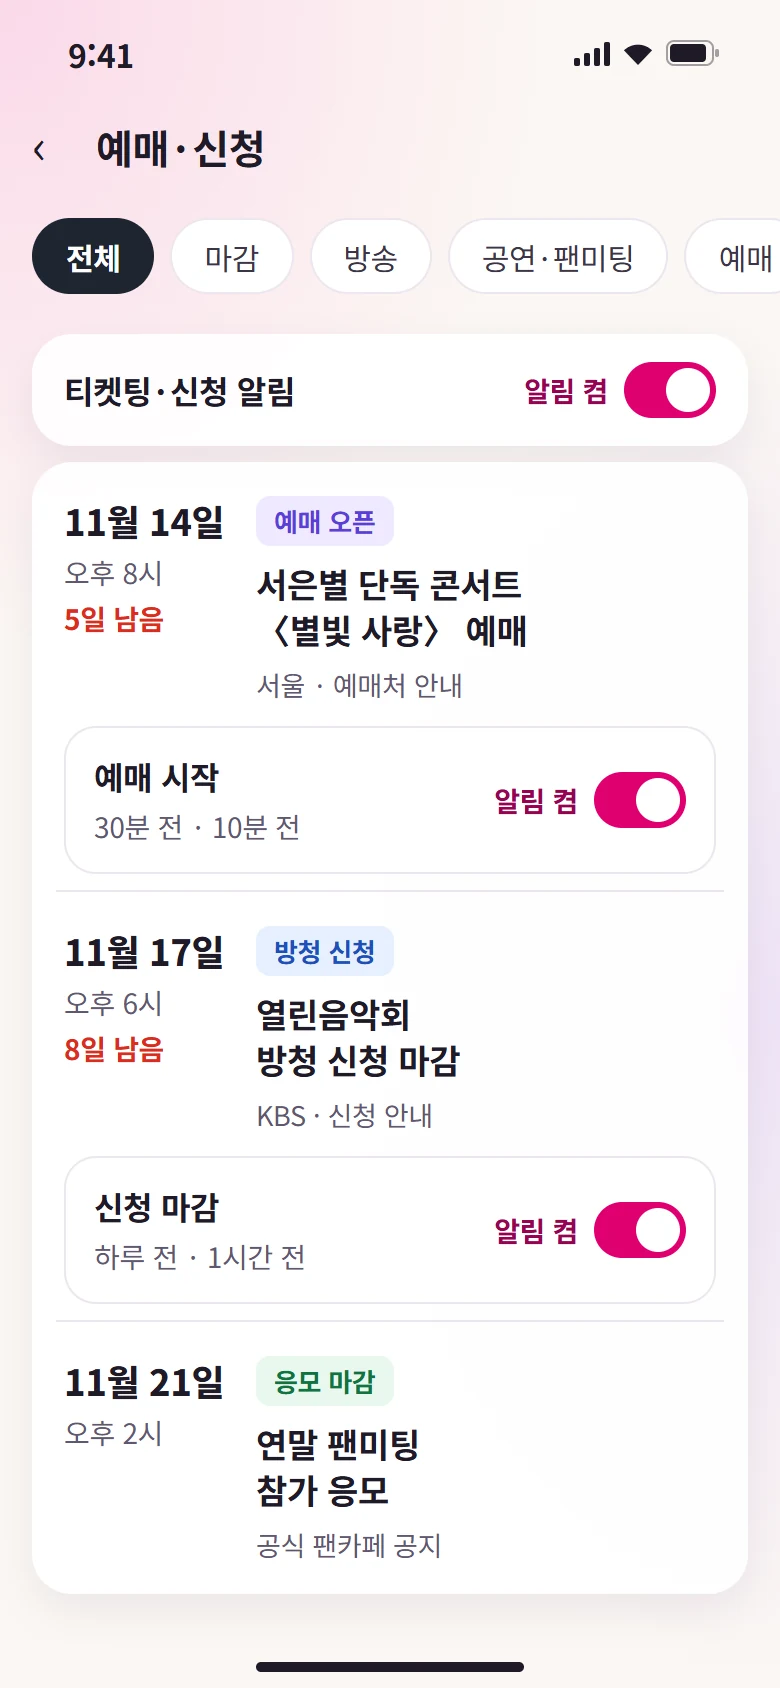 9:41
‹ 예매·신청
전체 마감 방송 공연·팬미팅 예매
티켓팅·신청 알림 알림 켬
11월 14일 예매 오픈
오후 8시
5일 남음
서은별 단독 콘서트
〈별빛 사랑〉 예매
서울 · 예매처 안내
예매 시작
30분 전 · 10분 전
알림 켬
11월 17일 방청 신청
오후 6시
8일 남음
열린음악회
방청 신청 마감
KBS · 신청 안내
신청 마감
하루 전 · 1시간 전
알림 켬
11월 21일 응모 마감
오후 2시
연말 팬미팅
참가 응모
공식 팬카페 공지